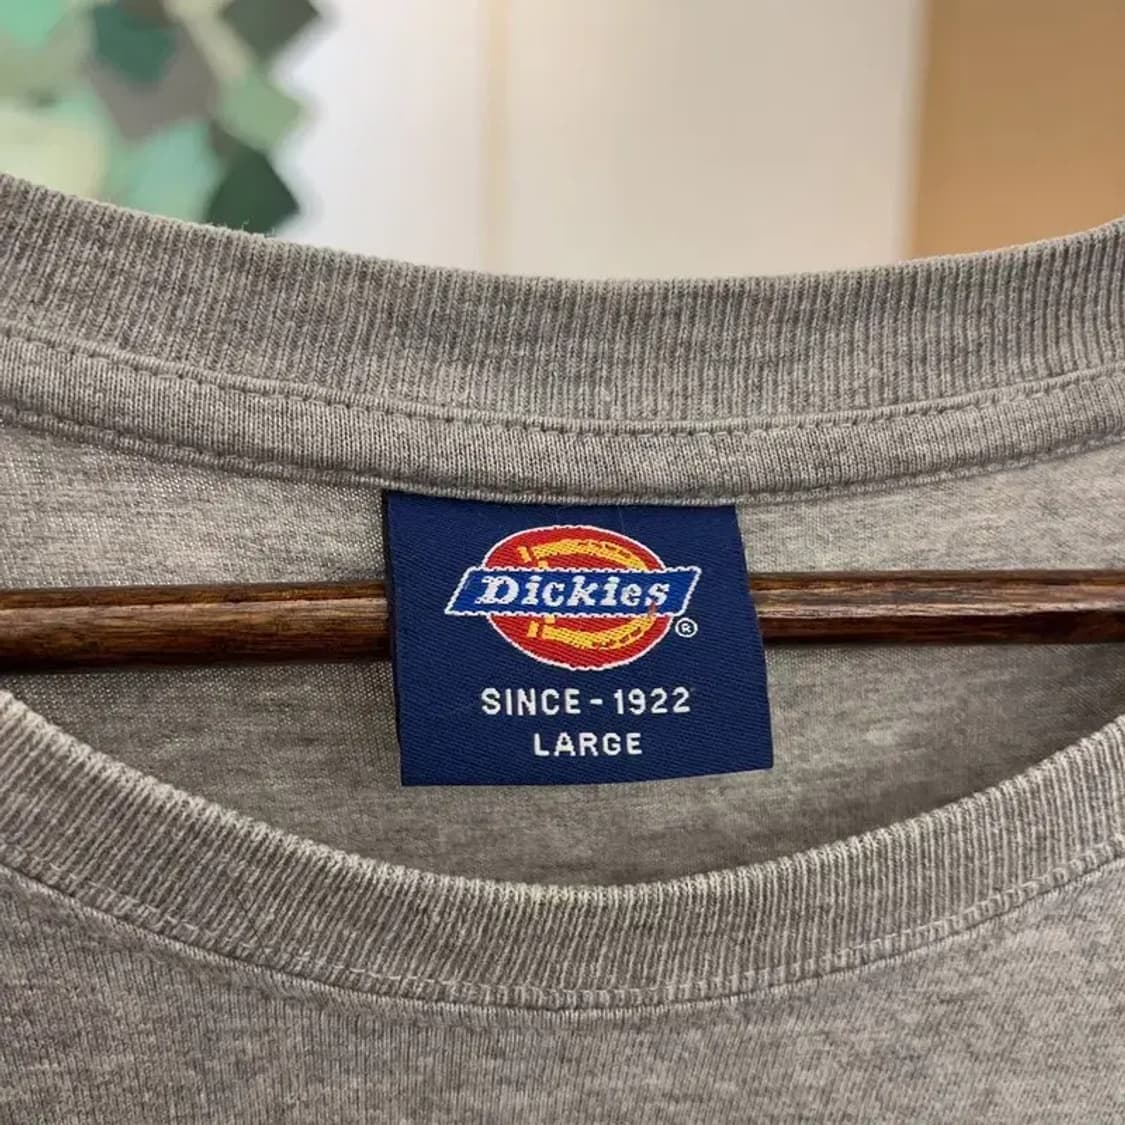 Dickies®
SINCE - 1922
LARGE